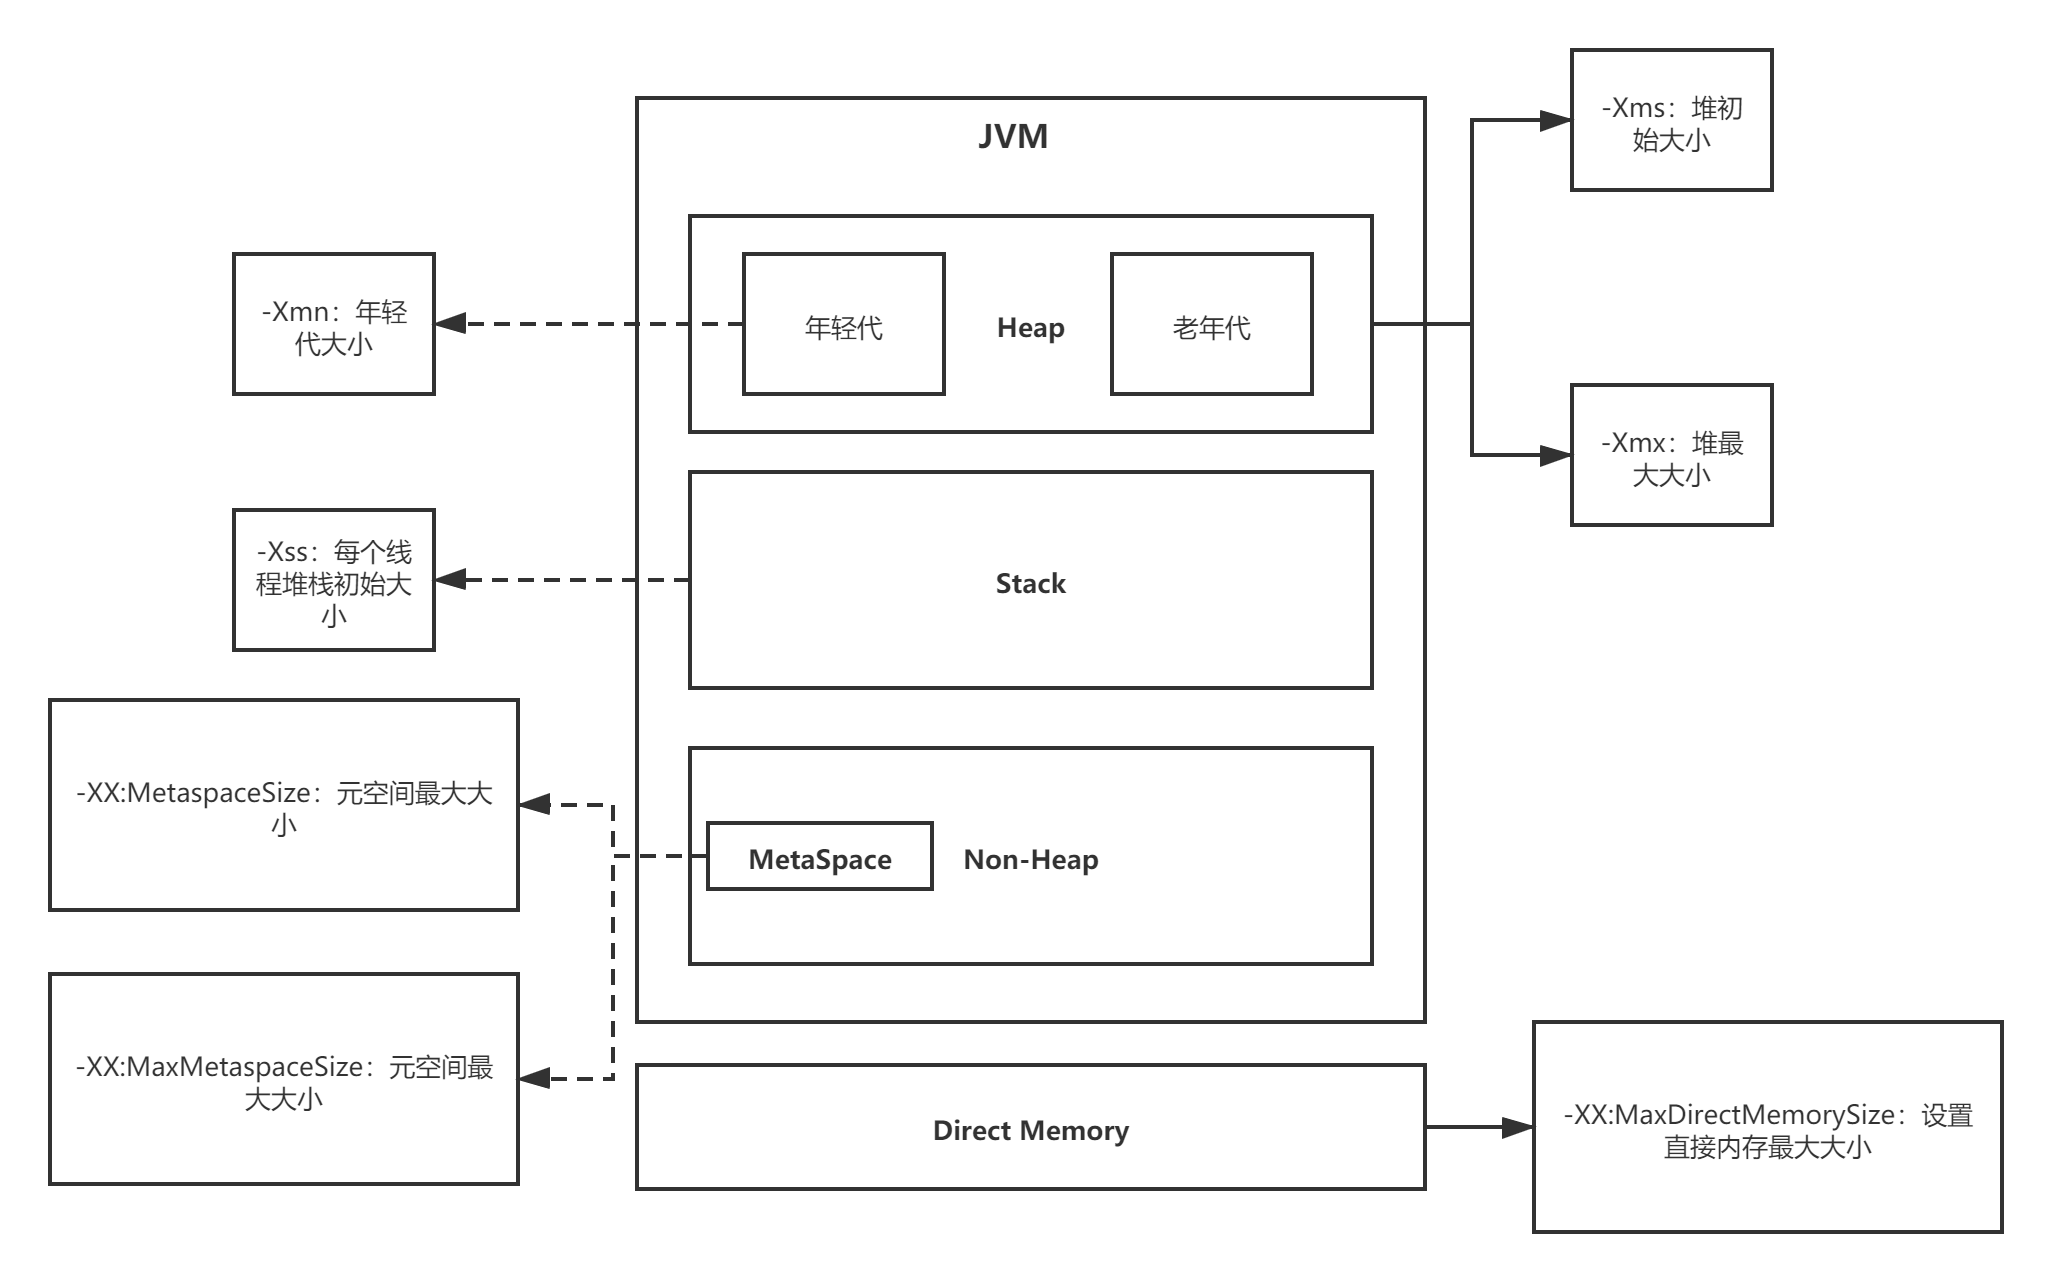 JVM
-Xms：堆初
始大小
-Xmn：年轻
代大小
年轻代
Heap
老年代
-Xmx：堆最
大大小
-Xss：每个线
程堆栈初始大
小
Stack
-XX:MetaspaceSize：元空间最大大
小
MetaSpace
Non-Heap
-XX:MaxMetaspaceSize：元空间最
大大小
Direct Memory
-XX:MaxDirectMemorySize：设置
直接内存最大大小